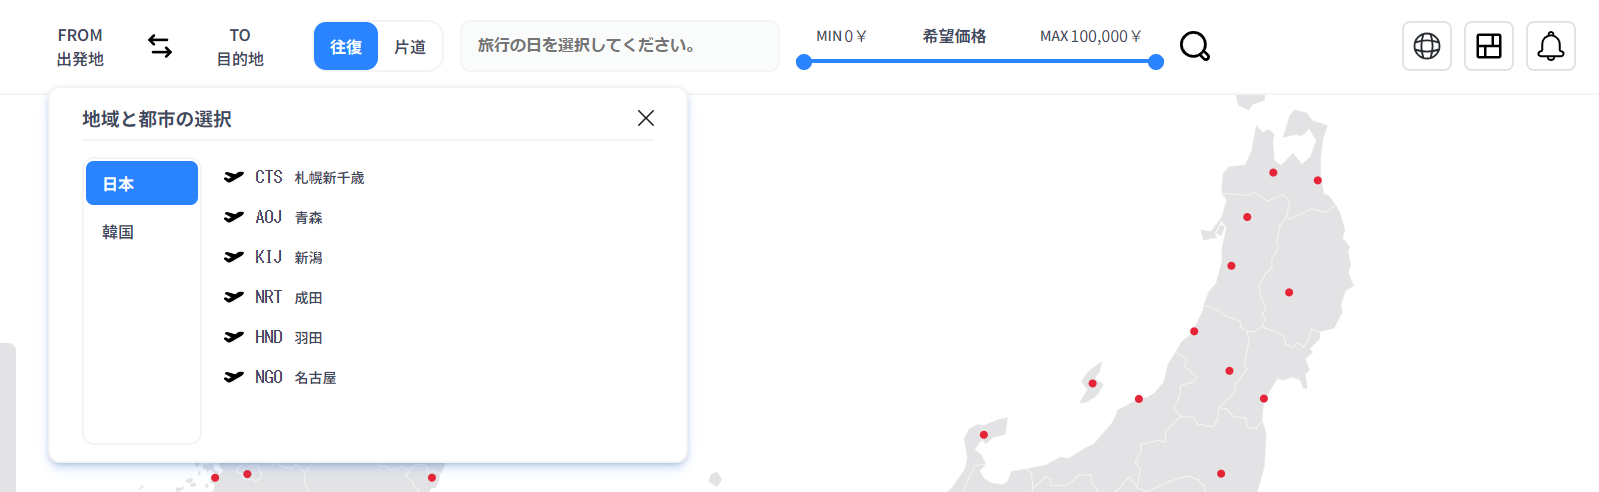 FROM
出発地
TO
目的地
往復
片道
旅行の日を選択してください。
MIN 0 ¥
希望価格
MAX 100,000 ¥
地域と都市の選択
日本
韓国
CTS 札幌新千歳
AOJ 青森
KIJ 新潟
NRT 成田
HND 羽田
NGO 名古屋